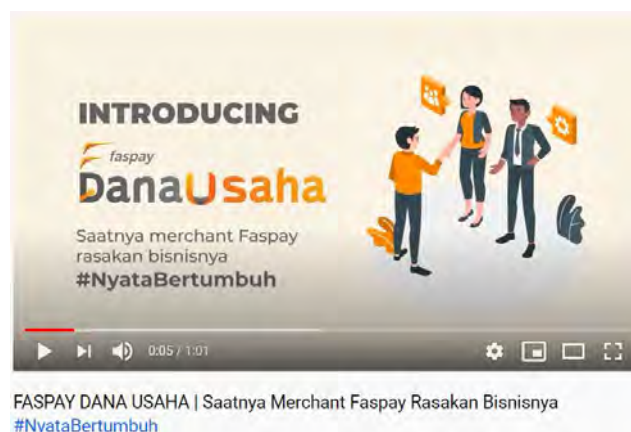 INTRODUCING
faspay
DanaUsaha
Saatnya merchant Faspay
rasakan bisnisnya
#NyataBertumbuh
0:05 / 1:01
FASPAY DANA USAHA | Saatnya Merchant Faspay Rasakan Bisnisnya
#NyataBertumbuh